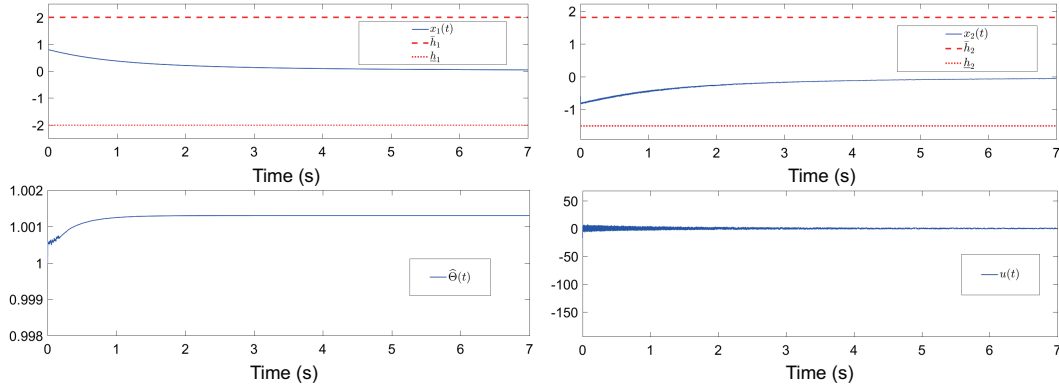 2
1
0
-1
-2
0 1 2 3 4 5 6 7
Time (s)
x₁(t)
h̄₁
h̲₁
2
1
0
-1
0 1 2 3 4 5 6 7
Time (s)
x₂(t)
h̄₂
h̲₂
1.002
1.001
1
0.999
0.998
0 1 2 3 4 5 6 7
Time (s)
Θ̂(t)
50
0
-50
-100
-150
0 1 2 3 4 5 6 7
Time (s)
u(t)